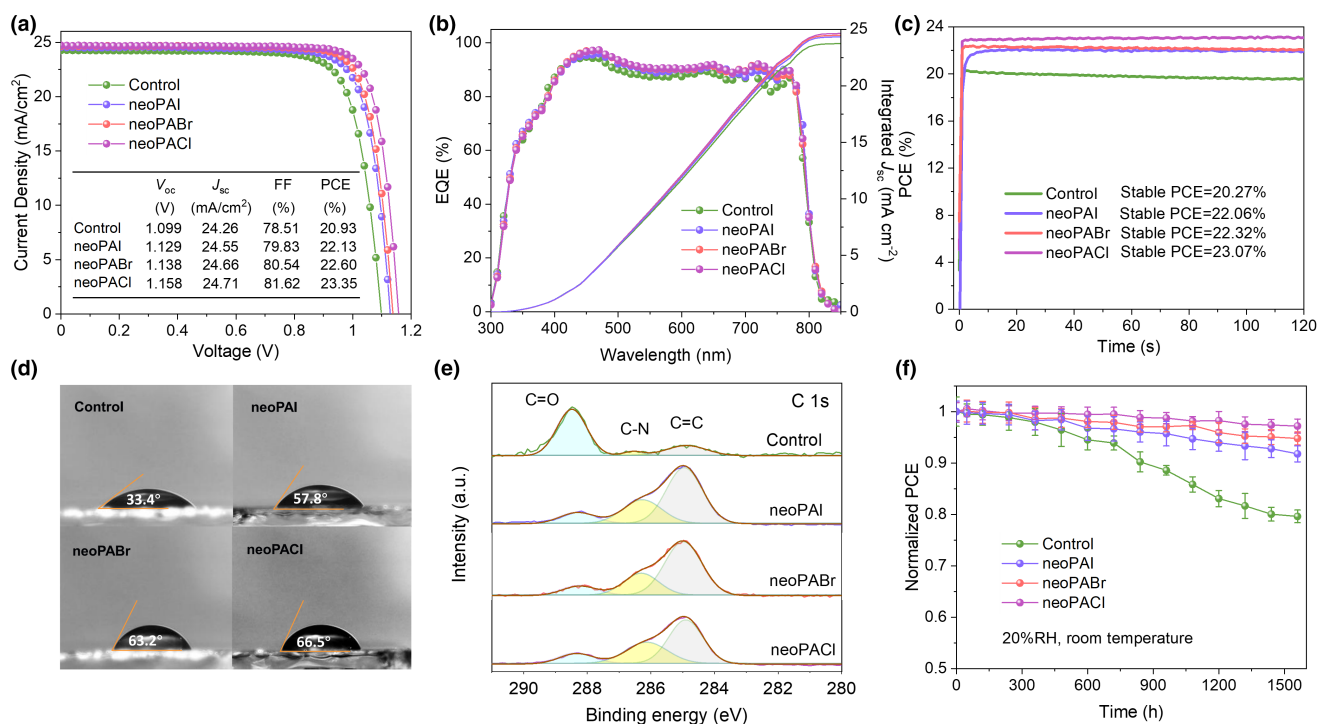 (a)
25
20
15
10
5
0
Current Density (mA/cm²)
Control
neoPAI
neoPABr
neoPACl
Voc Jsc FF PCE
(V) (mA/cm²) (%) (%)
Control 1.099 24.26 78.51 20.93
neoPAI 1.129 24.55 79.83 22.13
neoPABr 1.138 24.66 80.54 22.60
neoPACl 1.158 24.71 81.62 23.35
0 0.2 0.4 0.6 0.8 1 1.2
Voltage (V)
(b)
100
80
60
40
20
0
EQE (%)
Control
neoPAI
neoPABr
neoPACl
25
20
15
10
5
0
Integrated Jsc (mA cm-2)
300 400 500 600 700 800
Wavelength (nm)
(c)
24
22
20
18
16
14
12
10
8
6
4
2
0
PCE (%)
Control Stable PCE=20.27%
neoPAI Stable PCE=22.06%
neoPABr Stable PCE=22.32%
neoPACl Stable PCE=23.07%
0 20 40 60 80 100 120
Time (s)
(d)
Control
33.4°
neoPAI
57.8°
neoPABr
63.2°
neoPACl
66.5°
(e)
C 1s
C=O
C-N
C=C
Control
neoPAI
neoPABr
neoPACl
Intensity (a.u.)
290 288 286 284 282 280
Binding energy (eV)
(f)
1
0.9
0.8
0.7
0.6
0.5
Normalized PCE
Control
neoPAI
neoPABr
neoPACl
20%RH, room temperature
0 300 600 900 1200 1500
Time (h)